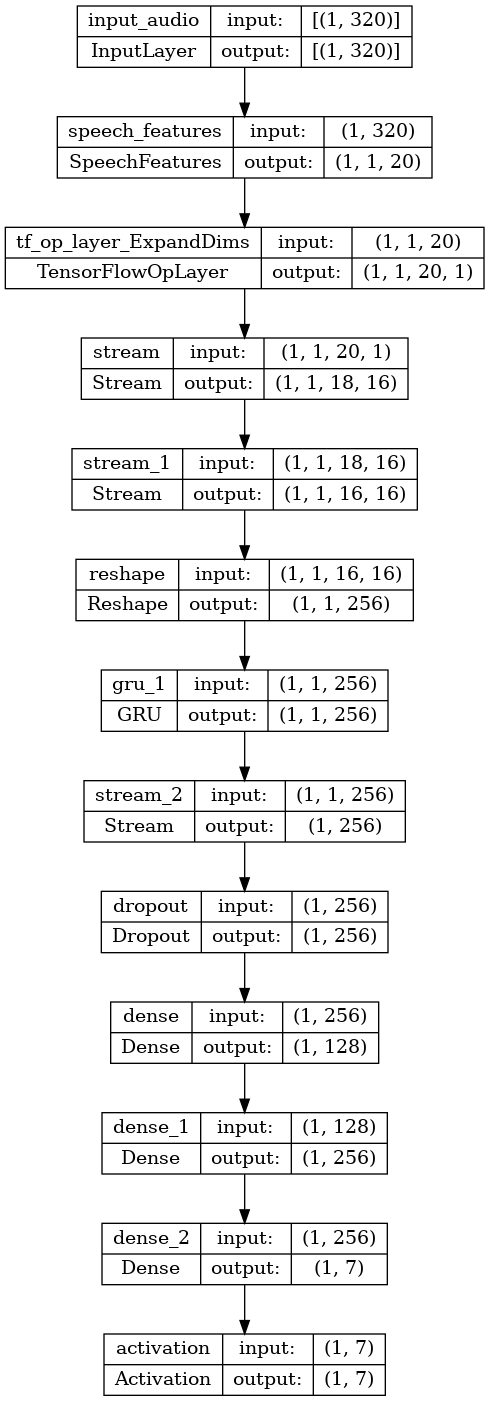 input_audio input: [(1, 320)]
InputLayer output: [(1, 320)]
speech_features input: (1, 320)
SpeechFeatures output: (1, 1, 20)
tf_op_layer_ExpandDims input: (1, 1, 20)
TensorFlowOpLayer output: (1, 1, 20, 1)
stream input: (1, 1, 20, 1)
Stream output: (1, 1, 18, 16)
stream_1 input: (1, 1, 18, 16)
Stream output: (1, 1, 16, 16)
reshape input: (1, 1, 16, 16)
Reshape output: (1, 1, 256)
gru_1 input: (1, 1, 256)
GRU output: (1, 1, 256)
stream_2 input: (1, 1, 256)
Stream output: (1, 256)
dropout input: (1, 256)
Dropout output: (1, 256)
dense input: (1, 256)
Dense output: (1, 128)
dense_1 input: (1, 128)
Dense output: (1, 256)
dense_2 input: (1, 256)
Dense output: (1, 7)
activation input: (1, 7)
Activation output: (1, 7)